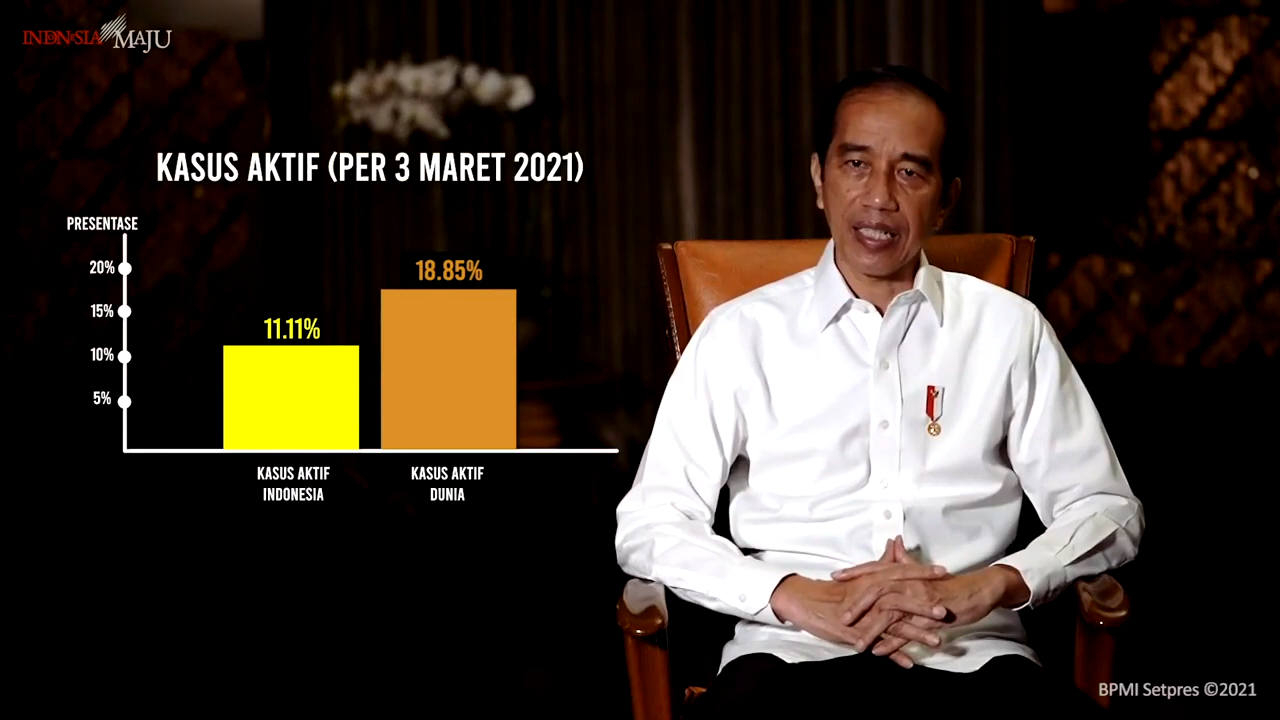 INDONESIA MAJU
KASUS AKTIF (PER 3 MARET 2021)
PRESENTASE
20%
15%
10%
5%
11.11%
18.85%
KASUS AKTIF
INDONESIA
KASUS AKTIF
DUNIA
BPMI Setpres ©2021